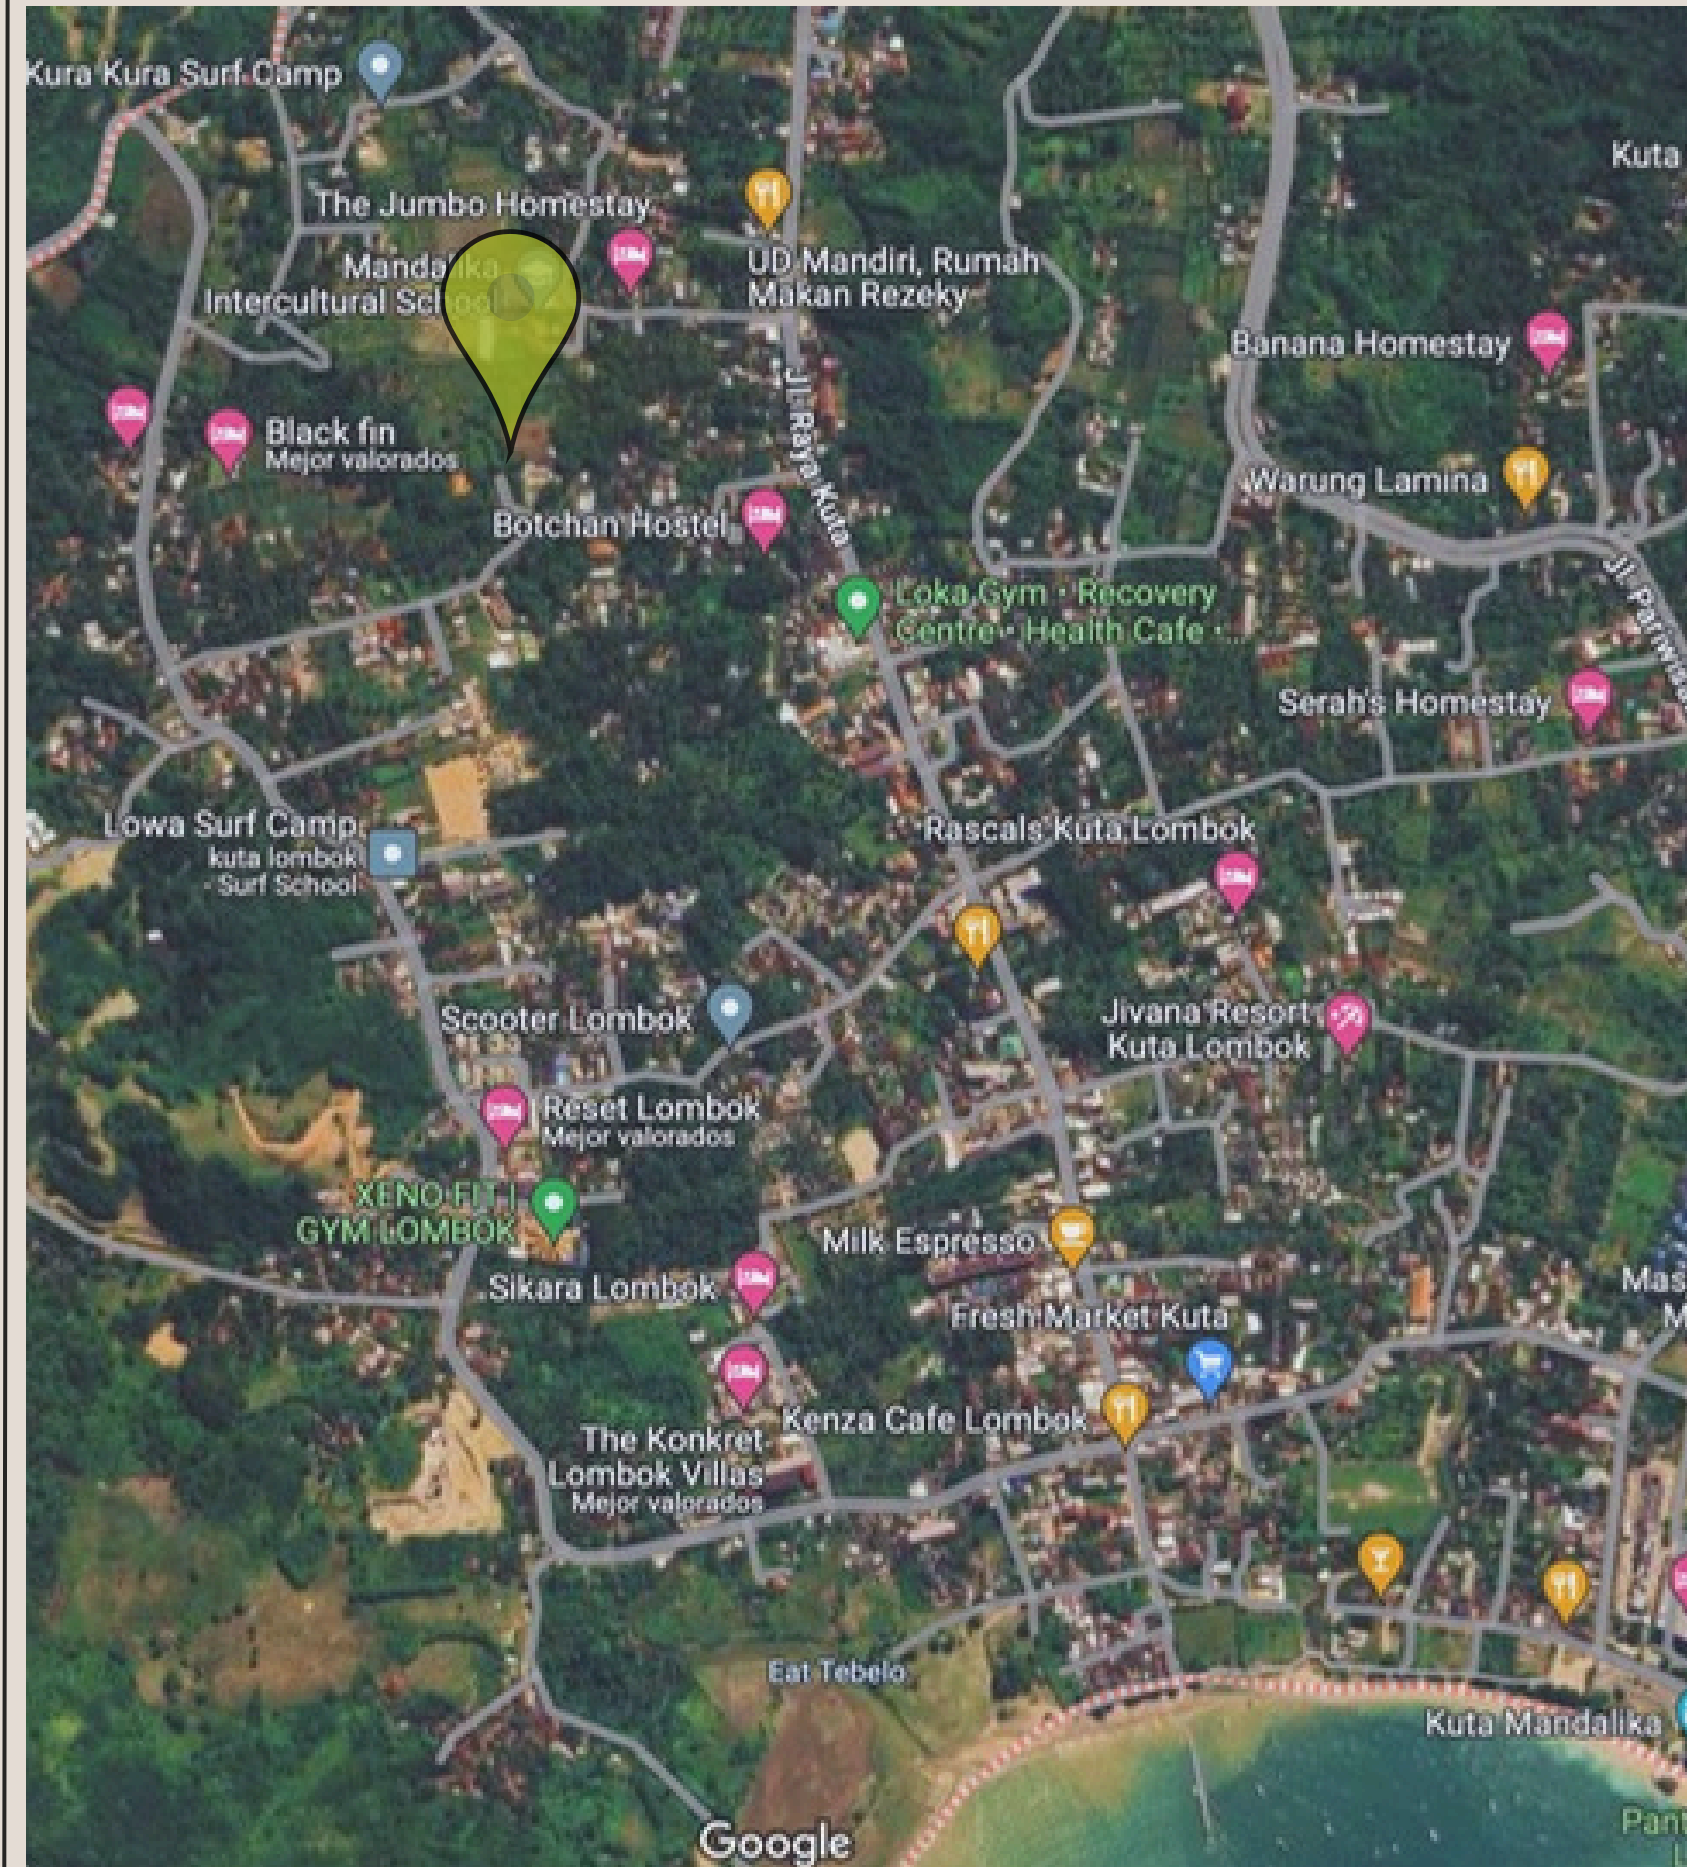 Kura Kura Surf Camp
Kuta
The Jumbo Homestay
Mandalika
Intercultural School
UD Mandiri, Rumah
Makan Rezeky
Banana Homestay
Jl. Raya Kuta
Black fin
Mejor valorados
Warung Lamina
Botchan Hostel
Jl. Pariwisa
Loka Gym · Recovery
Centre · Health Cafe · ...
Serah's Homestay
Lowa Surf Camp
kuta lombok
- Surf School
Rascals Kuta Lombok
Scooter Lombok
Jivana Resort
Kuta Lombok
Reset Lombok
Mejor valorados
XENO FIT |
GYM LOMBOK
Milk Espresso
Sikara Lombok
Mas
M
Fresh Market Kuta
Kenza Cafe Lombok
The Konkret
Lombok Villas
Mejor valorados
Eat Tebelo
Kuta Mandalika
Pant
L
Google